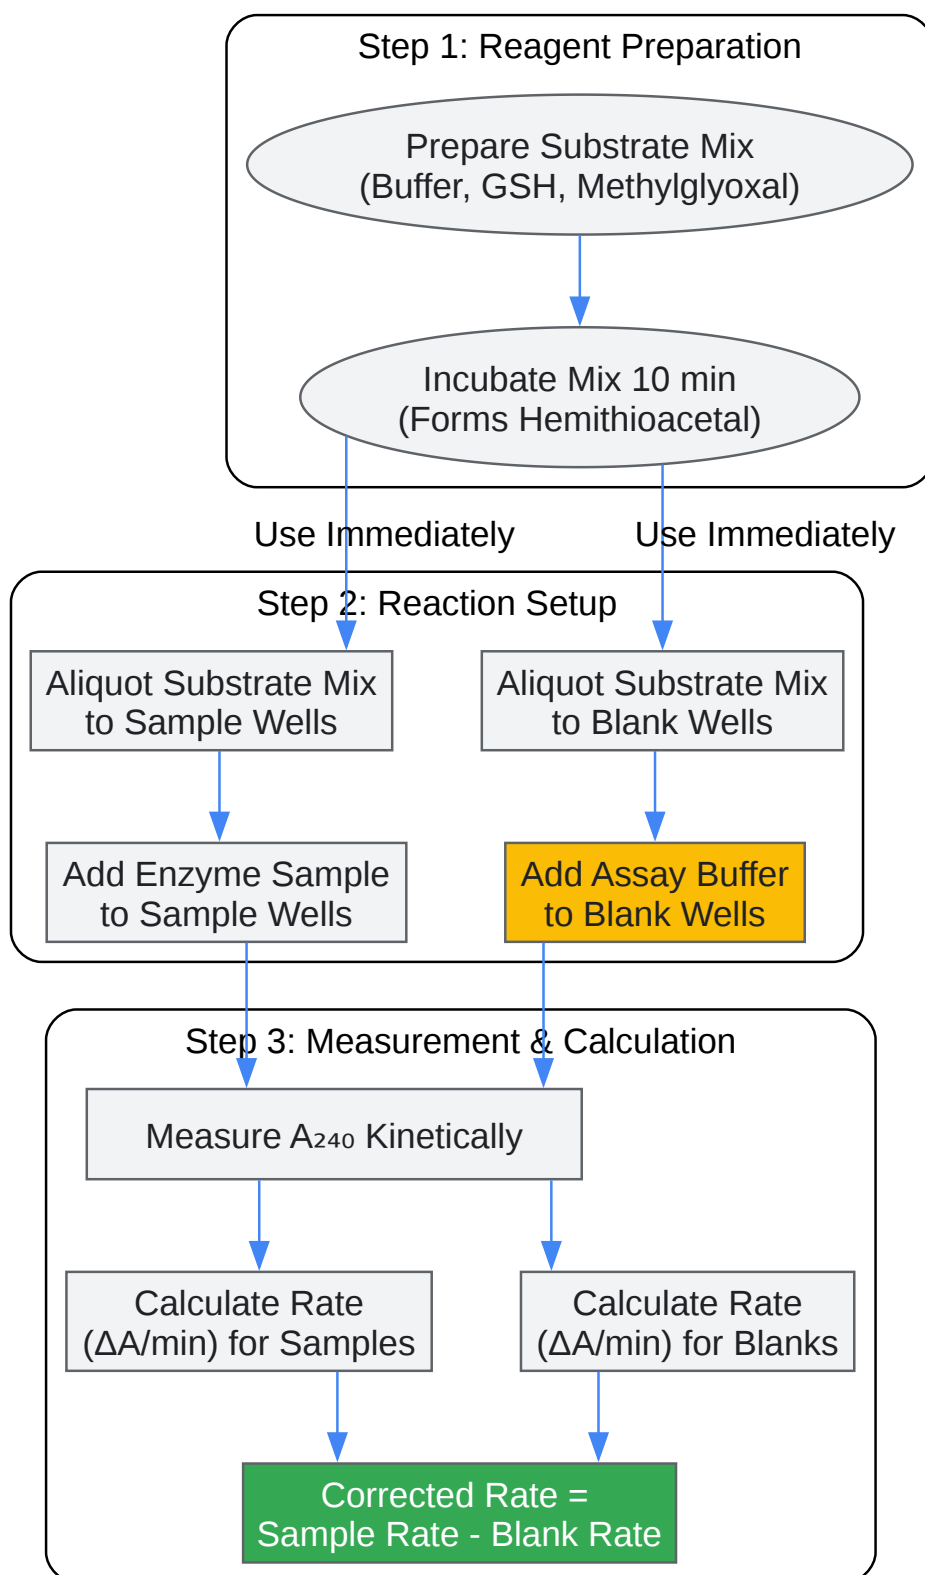 Step 1: Reagent Preparation
Prepare Substrate Mix
(Buffer, GSH, Methylglyoxal)
Incubate Mix 10 min
(Forms Hemithioacetal)
Use Immediately
Use Immediately
Step 2: Reaction Setup
Aliquot Substrate Mix
to Sample Wells
Aliquot Substrate Mix
to Blank Wells
Add Enzyme Sample
to Sample Wells
Add Assay Buffer
to Blank Wells
Step 3: Measurement & Calculation
Measure A₂₄₀ Kinetically
Calculate Rate
(ΔA/min) for Samples
Calculate Rate
(ΔA/min) for Blanks
Corrected Rate =
Sample Rate - Blank Rate